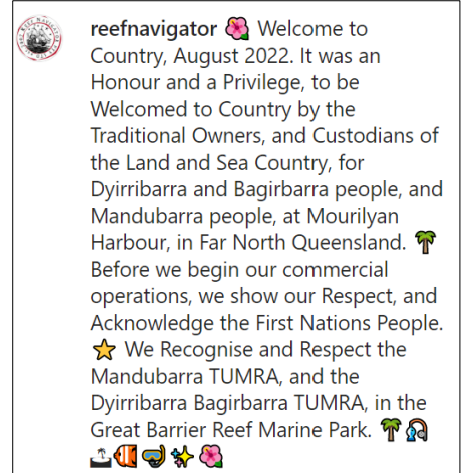 reefnavigator 🌺 Welcome to
Country, August 2022. It was an
Honour and a Privilege, to be
Welcomed to Country by the
Traditional Owners, and Custodians of
the Land and Sea Country, for
Dyirribarra and Bagirbarra people, and
Mandubarra people, at Mourilyan
Harbour, in Far North Queensland. 🌴
Before we begin our commercial
operations, we show our Respect, and
Acknowledge the First Nations People.
⭐ We Recognise and Respect the
Mandubarra TUMRA, and the
Dyirribarra Bagirbarra TUMRA, in the
Great Barrier Reef Marine Park. 🌴🎣
🏝️🐠🤿✨🌺